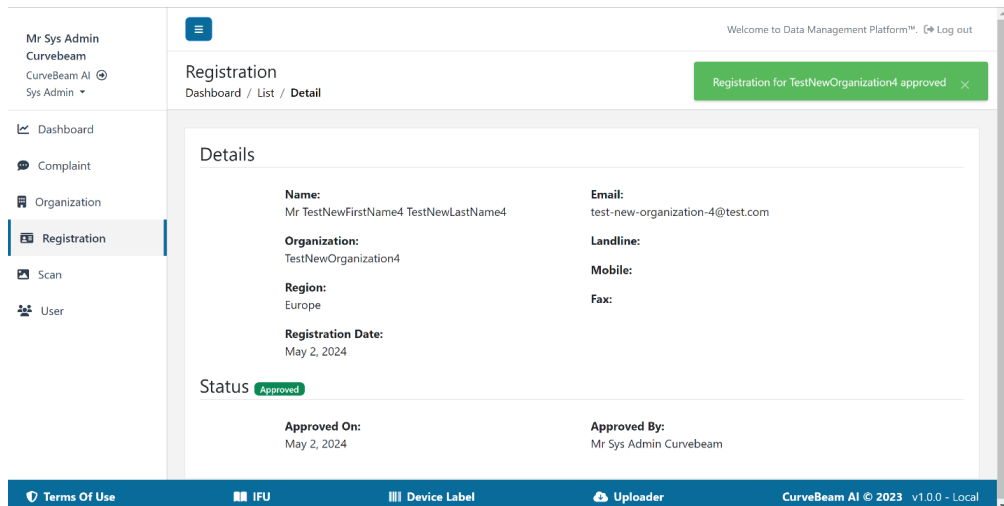 Mr Sys Admin
Curvebeam
CurveBeam AI
Sys Admin
Dashboard
Complaint
Organization
Registration
Scan
User
Welcome to Data Management Platform™. Log out
Registration
Dashboard / List / Detail
Registration for TestNewOrganization4 approved
Details
Name:
Mr TestNewFirstName4 TestNewLastName4
Organization:
TestNewOrganization4
Region:
Europe
Registration Date:
May 2, 2024
Email:
test-new-organization-4@test.com
Landline:
Mobile:
Fax:
Status Approved
Approved On:
May 2, 2024
Approved By:
Mr Sys Admin Curvebeam
Terms Of Use IFU Device Label Uploader CurveBeam AI © 2023 v1.0.0 - Local